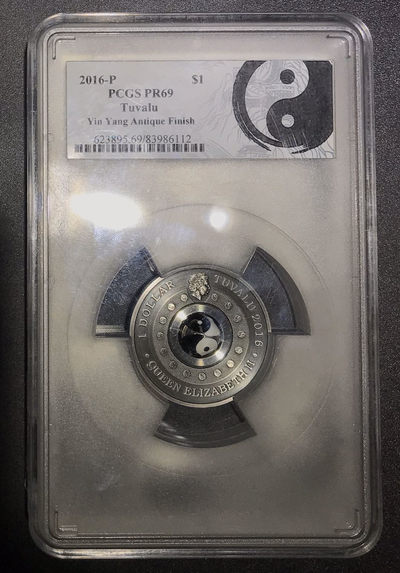 2016-P $1
PCGS PR69
Tuvalu
Yin Yang Antique Finish
623895.69/83986112
1 DOLLAR TUVALU 2016
• QUEEN ELIZABETH II •